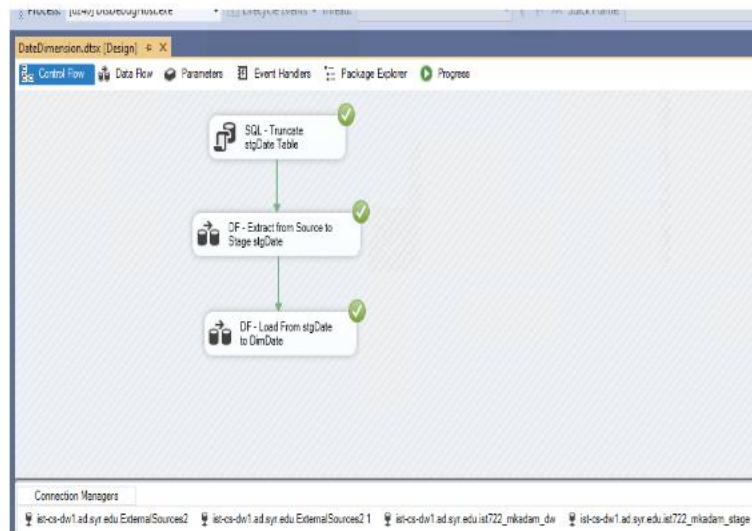 Process:
DateDimension.dtsx [Design]
Control Flow Data Flow Parameters Event Handlers Package Explorer Progress
SQL - Truncate
stgDate Table
DF - Extract from Source to
Stage stgDate
DF - Load From stgDate
to DimDate
Connection Managers
ist-cs-dw1.ad.syr.edu.ExternalSources2 ist-cs-dw1.ad.syr.edu.ExternalSources2 1 ist-cs-dw1.ad.syr.edu.ist722_mkadam_dw ist-cs-dw1.ad.syr.edu.ist722_mkadam_stage